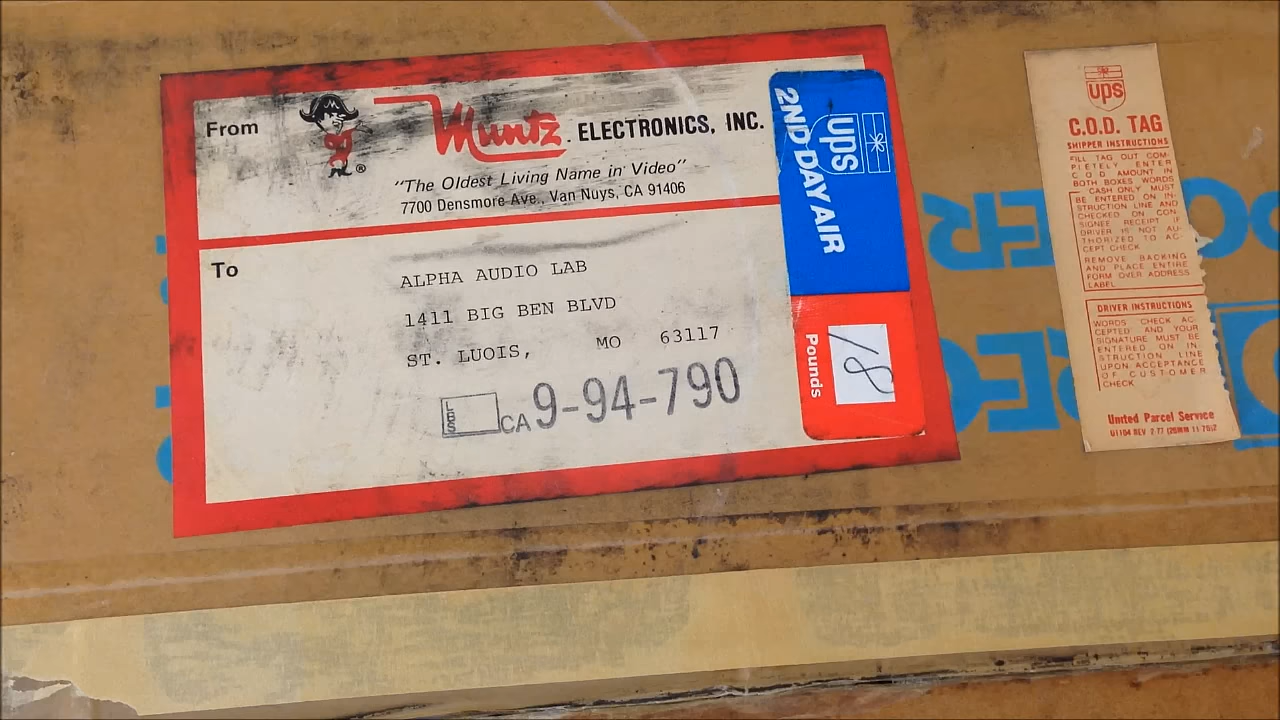 From
Muntz. ELECTRONICS, INC.
"The Oldest Living Name in Video"
7700 Densmore Ave., Van Nuys, CA 91406
To
ALPHA AUDIO LAB
1411 BIG BEN BLVD
ST. LUOIS, MO 63117
LBS
CA 9-94-790
ups
2ND DAY AIR
Pounds
18
ups
C.O.D. TAG
SHIPPER INSTRUCTIONS
FILL TAG OUT COM-
PLETELY ENTER
COD AMOUNT IN
BOTH BOXES WORDS
CASH ONLY MUST
BE ENTERED ON IN-
STRUCTION LINE AND
CHECKED ON CON-
SIGNEE RECEIPT IF
DRIVER IS NOT AU-
THORIZED TO AC-
CEPT CHECK
REMOVE BACKING
AND PLACE ENTIRE
FORM OVER ADDRESS
LABEL
DRIVER INSTRUCTIONS
WORDS CHECK AC-
CEPTED AND YOUR
SIGNATURE MUST BE
ENTERED ON IN-
STRUCTION LINE
UPON ACCEPTANCE
OF CUSTOMER
CHECK
United Parcel Service
ER